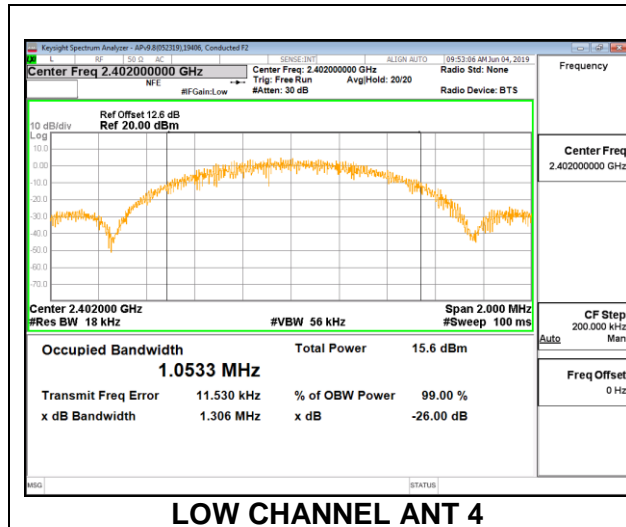 Keysight Spectrum Analyzer - APv9.8(052319),19406, Conducted F2
L RF 50 Ω AC SENSE:INT ALIGN AUTO 09:53:06 AM Jun 04, 2019
Center Freq 2.402000000 GHz Center Freq: 2.402000000 GHz Radio Std: None Frequency
NFE Trig: Free Run Avg|Hold: 20/20
#IFGain:Low #Atten: 30 dB Radio Device: BTS
Ref Offset 12.6 dB
10 dB/div Ref 20.00 dBm
Log
10.0
0.00
-10.0
-20.0
-30.0
-40.0
-50.0
-60.0
-70.0
Center Freq
2.402000000 GHz
Center 2.402000 GHz Span 2.000 MHz
#Res BW 18 kHz #VBW 56 kHz #Sweep 100 ms
CF Step
200.000 kHz
Auto Man
Occupied Bandwidth Total Power 15.6 dBm
1.0533 MHz
Transmit Freq Error 11.530 kHz % of OBW Power 99.00 %
x dB Bandwidth 1.306 MHz x dB -26.00 dB
Freq Offset
0 Hz
MSG STATUS
LOW CHANNEL ANT 4